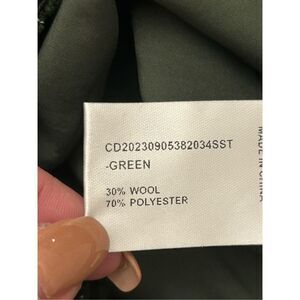 CD20230905382034SST
-GREEN
30% WOOL
70% POLYESTER
MADE IN CHINA